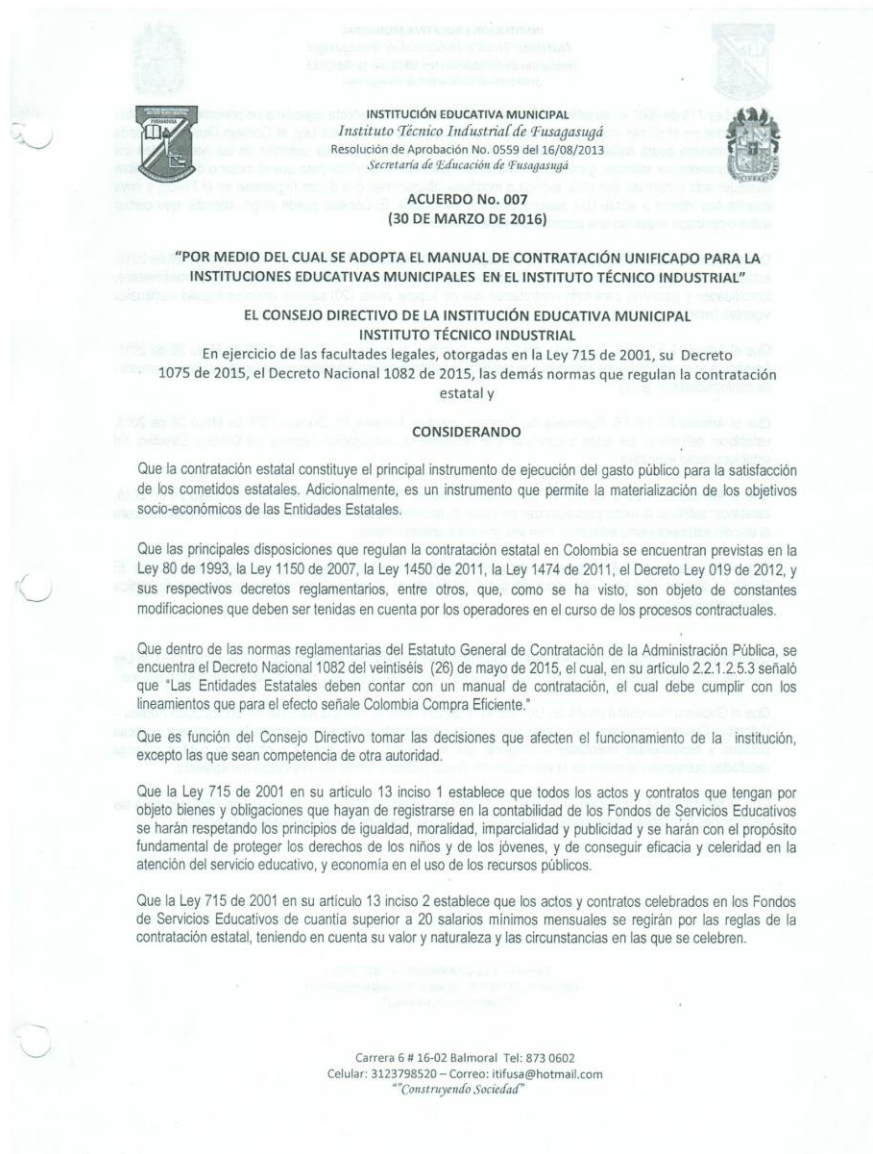 INSTITUCIÓN EDUCATIVA MUNICIPAL
Instituto Técnico Industrial de Fusagasugá
Resolución de Aprobación No. 0559 del 16/08/2013
Secretaría de Educación de Fusagasugá
ACUERDO No. 007
(30 DE MARZO DE 2016)
"POR MEDIO DEL CUAL SE ADOPTA EL MANUAL DE CONTRATACIÓN UNIFICADO PARA LA
INSTITUCIONES EDUCATIVAS MUNICIPALES EN EL INSTITUTO TÉCNICO INDUSTRIAL"
EL CONSEJO DIRECTIVO DE LA INSTITUCIÓN EDUCATIVA MUNICIPAL
INSTITUTO TÉCNICO INDUSTRIAL
En ejercicio de las facultades legales, otorgadas en la Ley 715 de 2001, su Decreto
1075 de 2015, el Decreto Nacional 1082 de 2015, las demás normas que regulan la contratación
estatal y
CONSIDERANDO
Que la contratación estatal constituye el principal instrumento de ejecución del gasto público para la satisfacción
de los cometidos estatales. Adicionalmente, es un instrumento que permite la materialización de los objetivos
socio-económicos de las Entidades Estatales.
Que las principales disposiciones que regulan la contratación estatal en Colombia se encuentran previstas en la
Ley 80 de 1993, la Ley 1150 de 2007, la Ley 1450 de 2011, la Ley 1474 de 2011, el Decreto Ley 019 de 2012, y
sus respectivos decretos reglamentarios, entre otros, que, como se ha visto, son objeto de constantes
modificaciones que deben ser tenidas en cuenta por los operadores en el curso de los procesos contractuales.
Que dentro de las normas reglamentarias del Estatuto General de Contratación de la Administración Pública, se
encuentra el Decreto Nacional 1082 del veintiséis (26) de mayo de 2015, el cual, en su artículo 2.2.1.2.5.3 señaló
que "Las Entidades Estatales deben contar con un manual de contratación, el cual debe cumplir con los
lineamientos que para el efecto señale Colombia Compra Eficiente."
Que es función del Consejo Directivo tomar las decisiones que afecten el funcionamiento de la institución,
excepto las que sean competencia de otra autoridad.
Que la Ley 715 de 2001 en su artículo 13 inciso 1 establece que todos los actos y contratos que tengan por
objeto bienes y obligaciones que hayan de registrarse en la contabilidad de los Fondos de Servicios Educativos
se harán respetando los principios de igualdad, moralidad, imparcialidad y publicidad y se harán con el propósito
fundamental de proteger los derechos de los niños y de los jóvenes, y de conseguir eficacia y celeridad en la
atención del servicio educativo, y economía en el uso de los recursos públicos.
Que la Ley 715 de 2001 en su artículo 13 inciso 2 establece que los actos y contratos celebrados en los Fondos
de Servicios Educativos de cuantía superior a 20 salarios mínimos mensuales se regirán por las reglas de la
contratación estatal, teniendo en cuenta su valor y naturaleza y las circunstancias en las que se celebren.
Carrera 6 # 16-02 Balmoral Tel: 873 0602
Celular: 3123798520 – Correo: itifusa@hotmail.com
""Construyendo Sociedad"